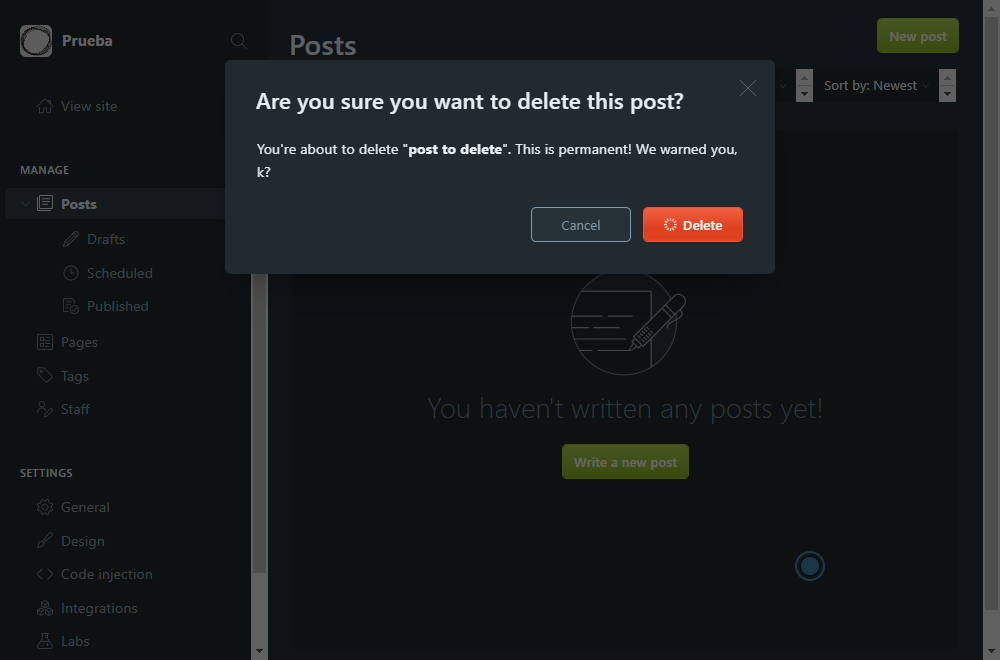 Prueba
View site
MANAGE
Posts
Drafts
Scheduled
Published
Pages
Tags
Staff
SETTINGS
General
Design
Code injection
Integrations
Labs
Posts
New post
Sort by: Newest
Are you sure you want to delete this post?
You're about to delete "post to delete". This is permanent! We warned you,
k?
Cancel
Delete
You haven't written any posts yet!
Write a new post